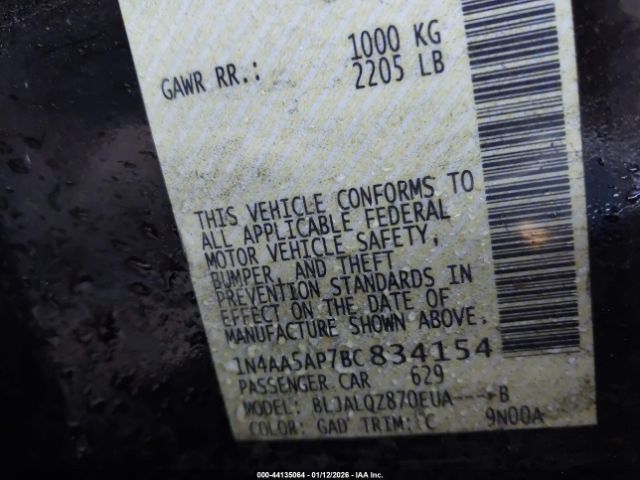 1000 KG
GAWR RR.: 2205 LB
THIS VEHICLE CONFORMS TO
ALL APPLICABLE FEDERAL
MOTOR VEHICLE SAFETY,
BUMPER, AND THEFT
PREVENTION STANDARDS IN
EFFECT ON THE DATE OF
MANUFACTURE SHOWN ABOVE.
1N4AA5AP7BC834154
PASSENGER CAR 629
MODEL: BLJALQZ870EUA----B
COLOR: GAD TRIM: C 9N00A
000-44135064 - 01/12/2026 - IAA Inc.